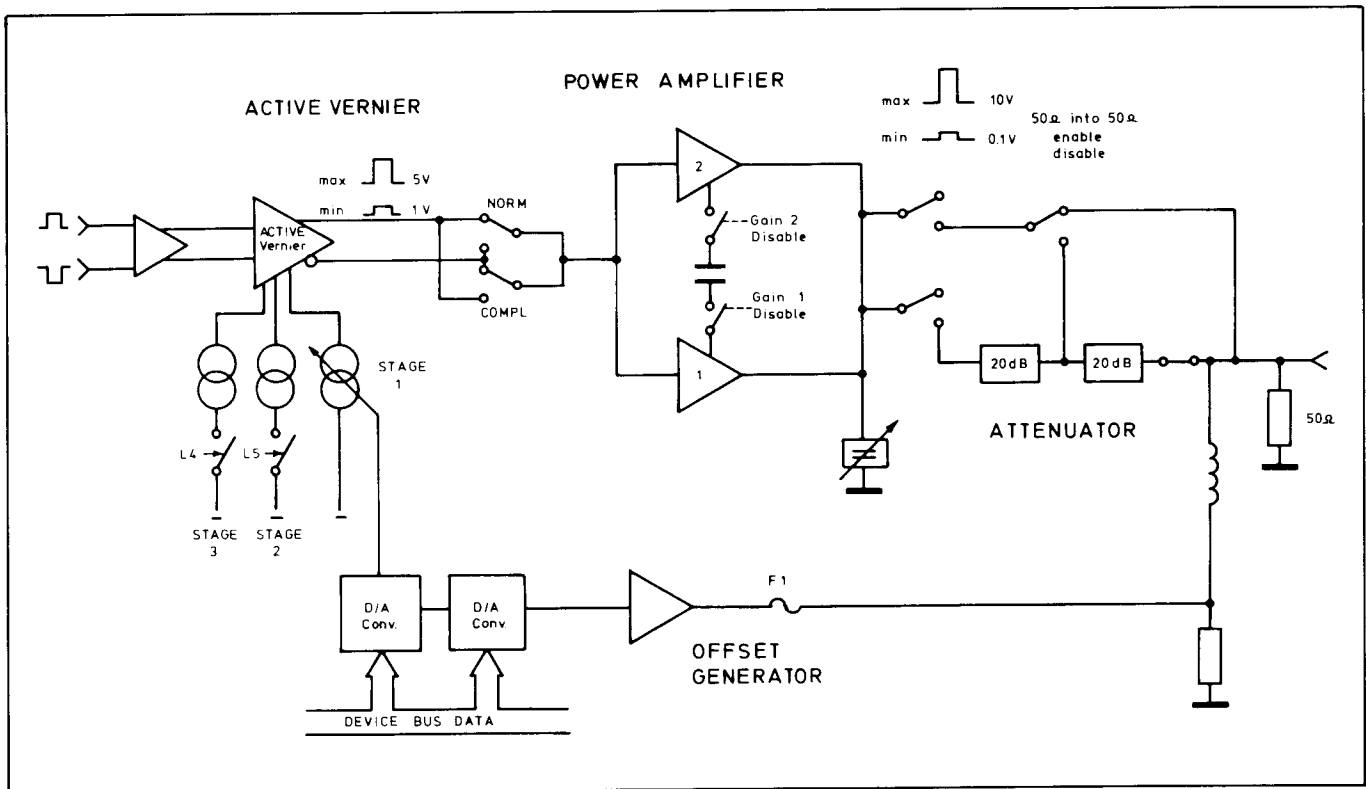 POWER AMPLIFIER
ACTIVE VERNIER
max 10V
min 0.1V
50Ω into 50Ω
enable
disable
max 5V
min 1V
NORM
COMPL
ACTIVE
Vernier
2
Gain 2
Disable
Gain 1
Disable
1
STAGE
1
20dB
20dB
ATTENUATOR
50Ω
L4
L5
STAGE
3
STAGE
2
D/A
Conv.
D/A
Conv.
F1
OFFSET
GENERATOR
DEVICE BUS DATA